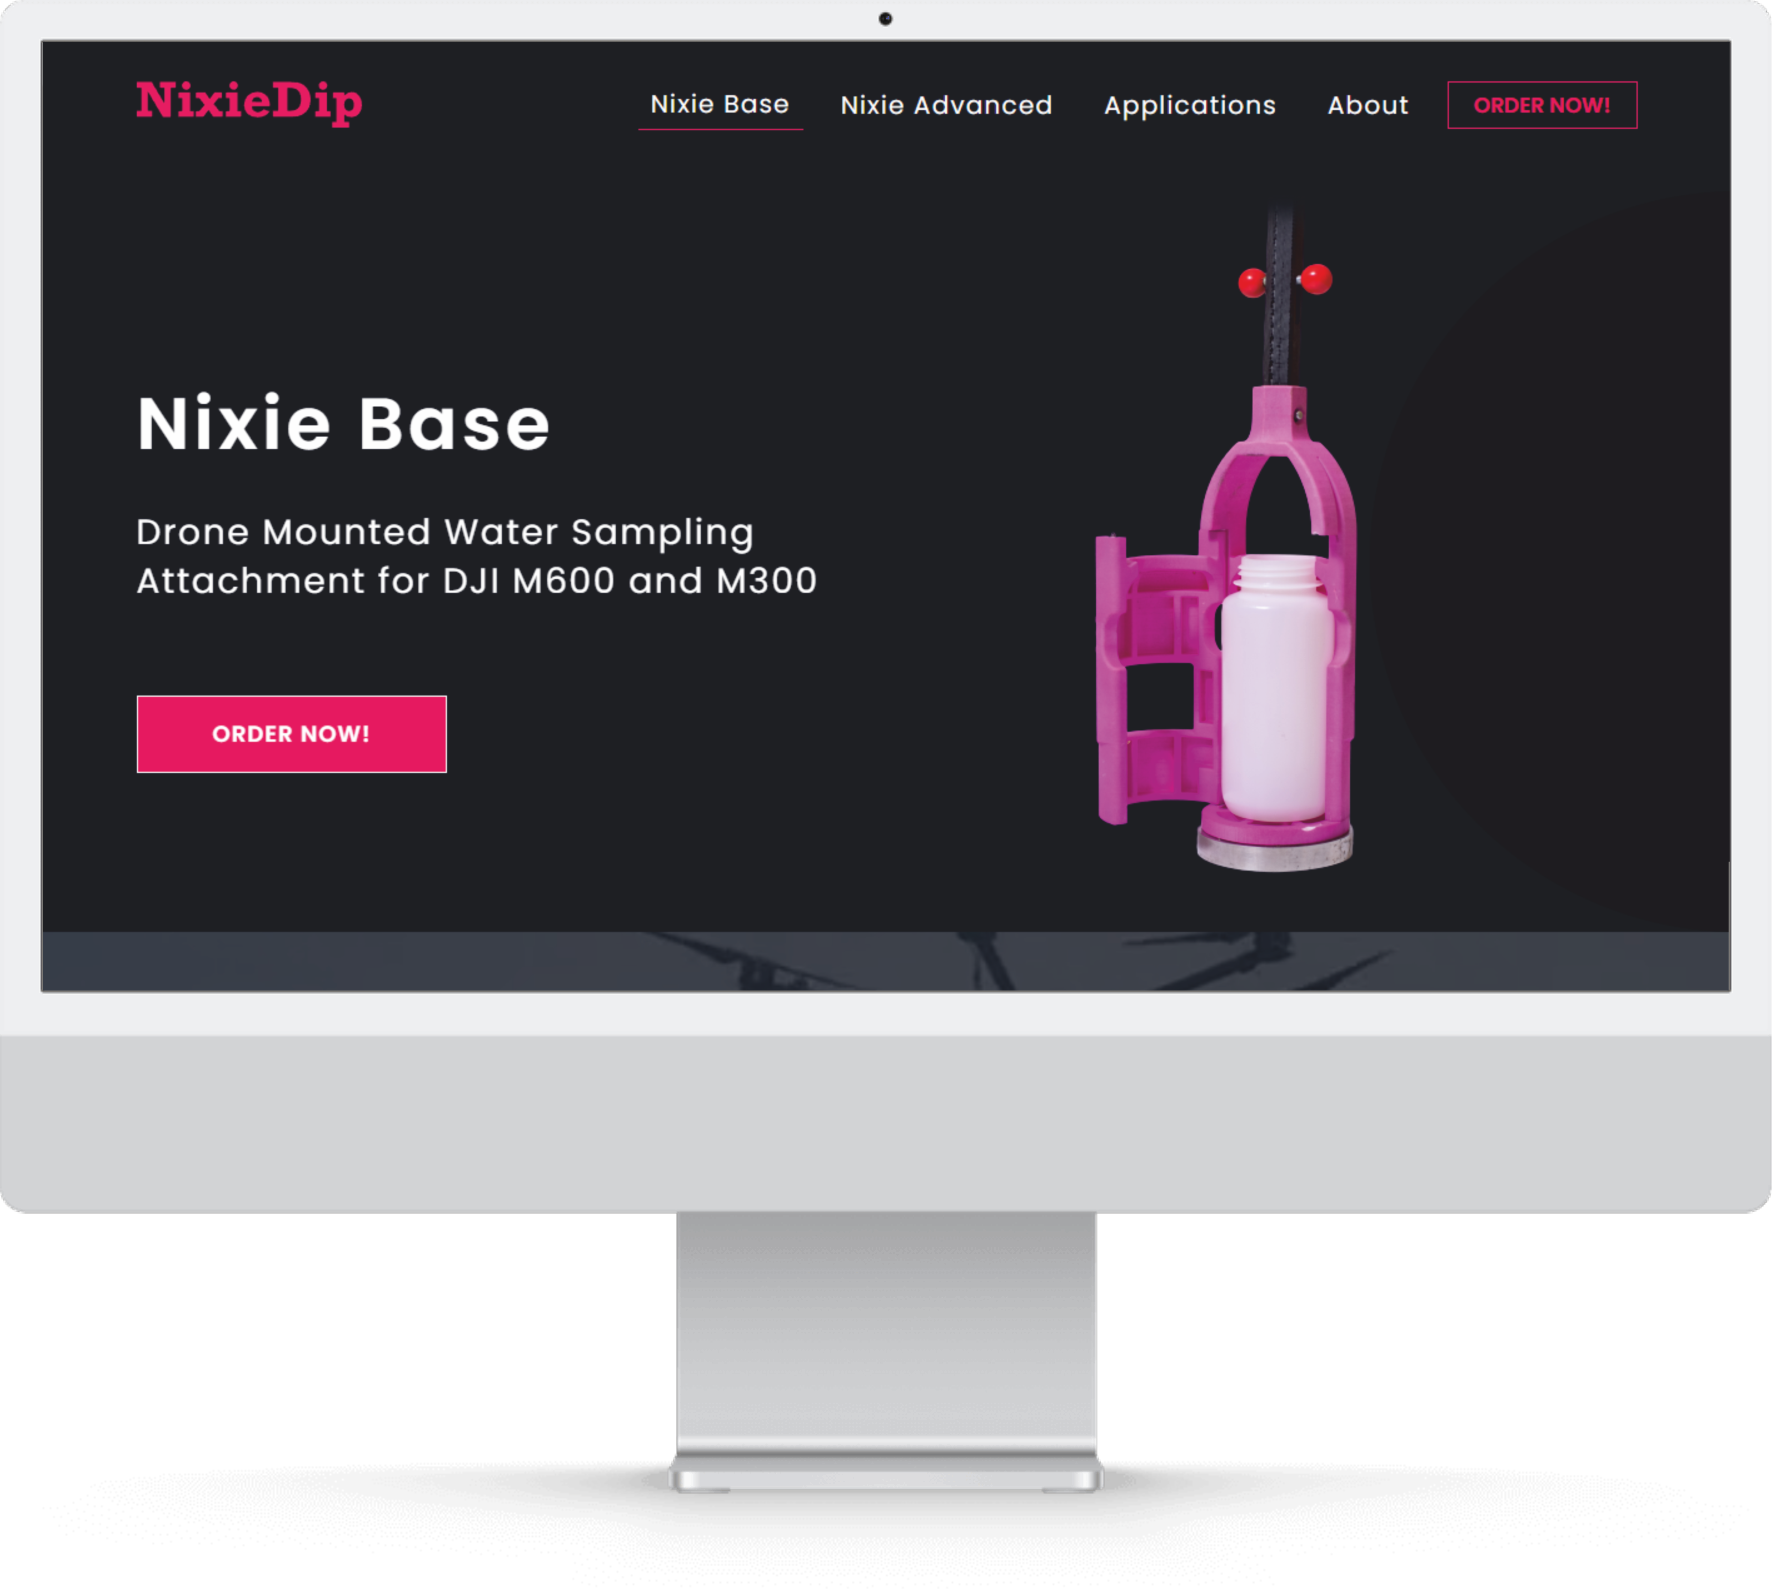 NixieDip
Nixie Base
Nixie Advanced
Applications
About
ORDER NOW!
Nixie Base
Drone Mounted Water Sampling
Attachment for DJI M600 and M300
ORDER NOW!